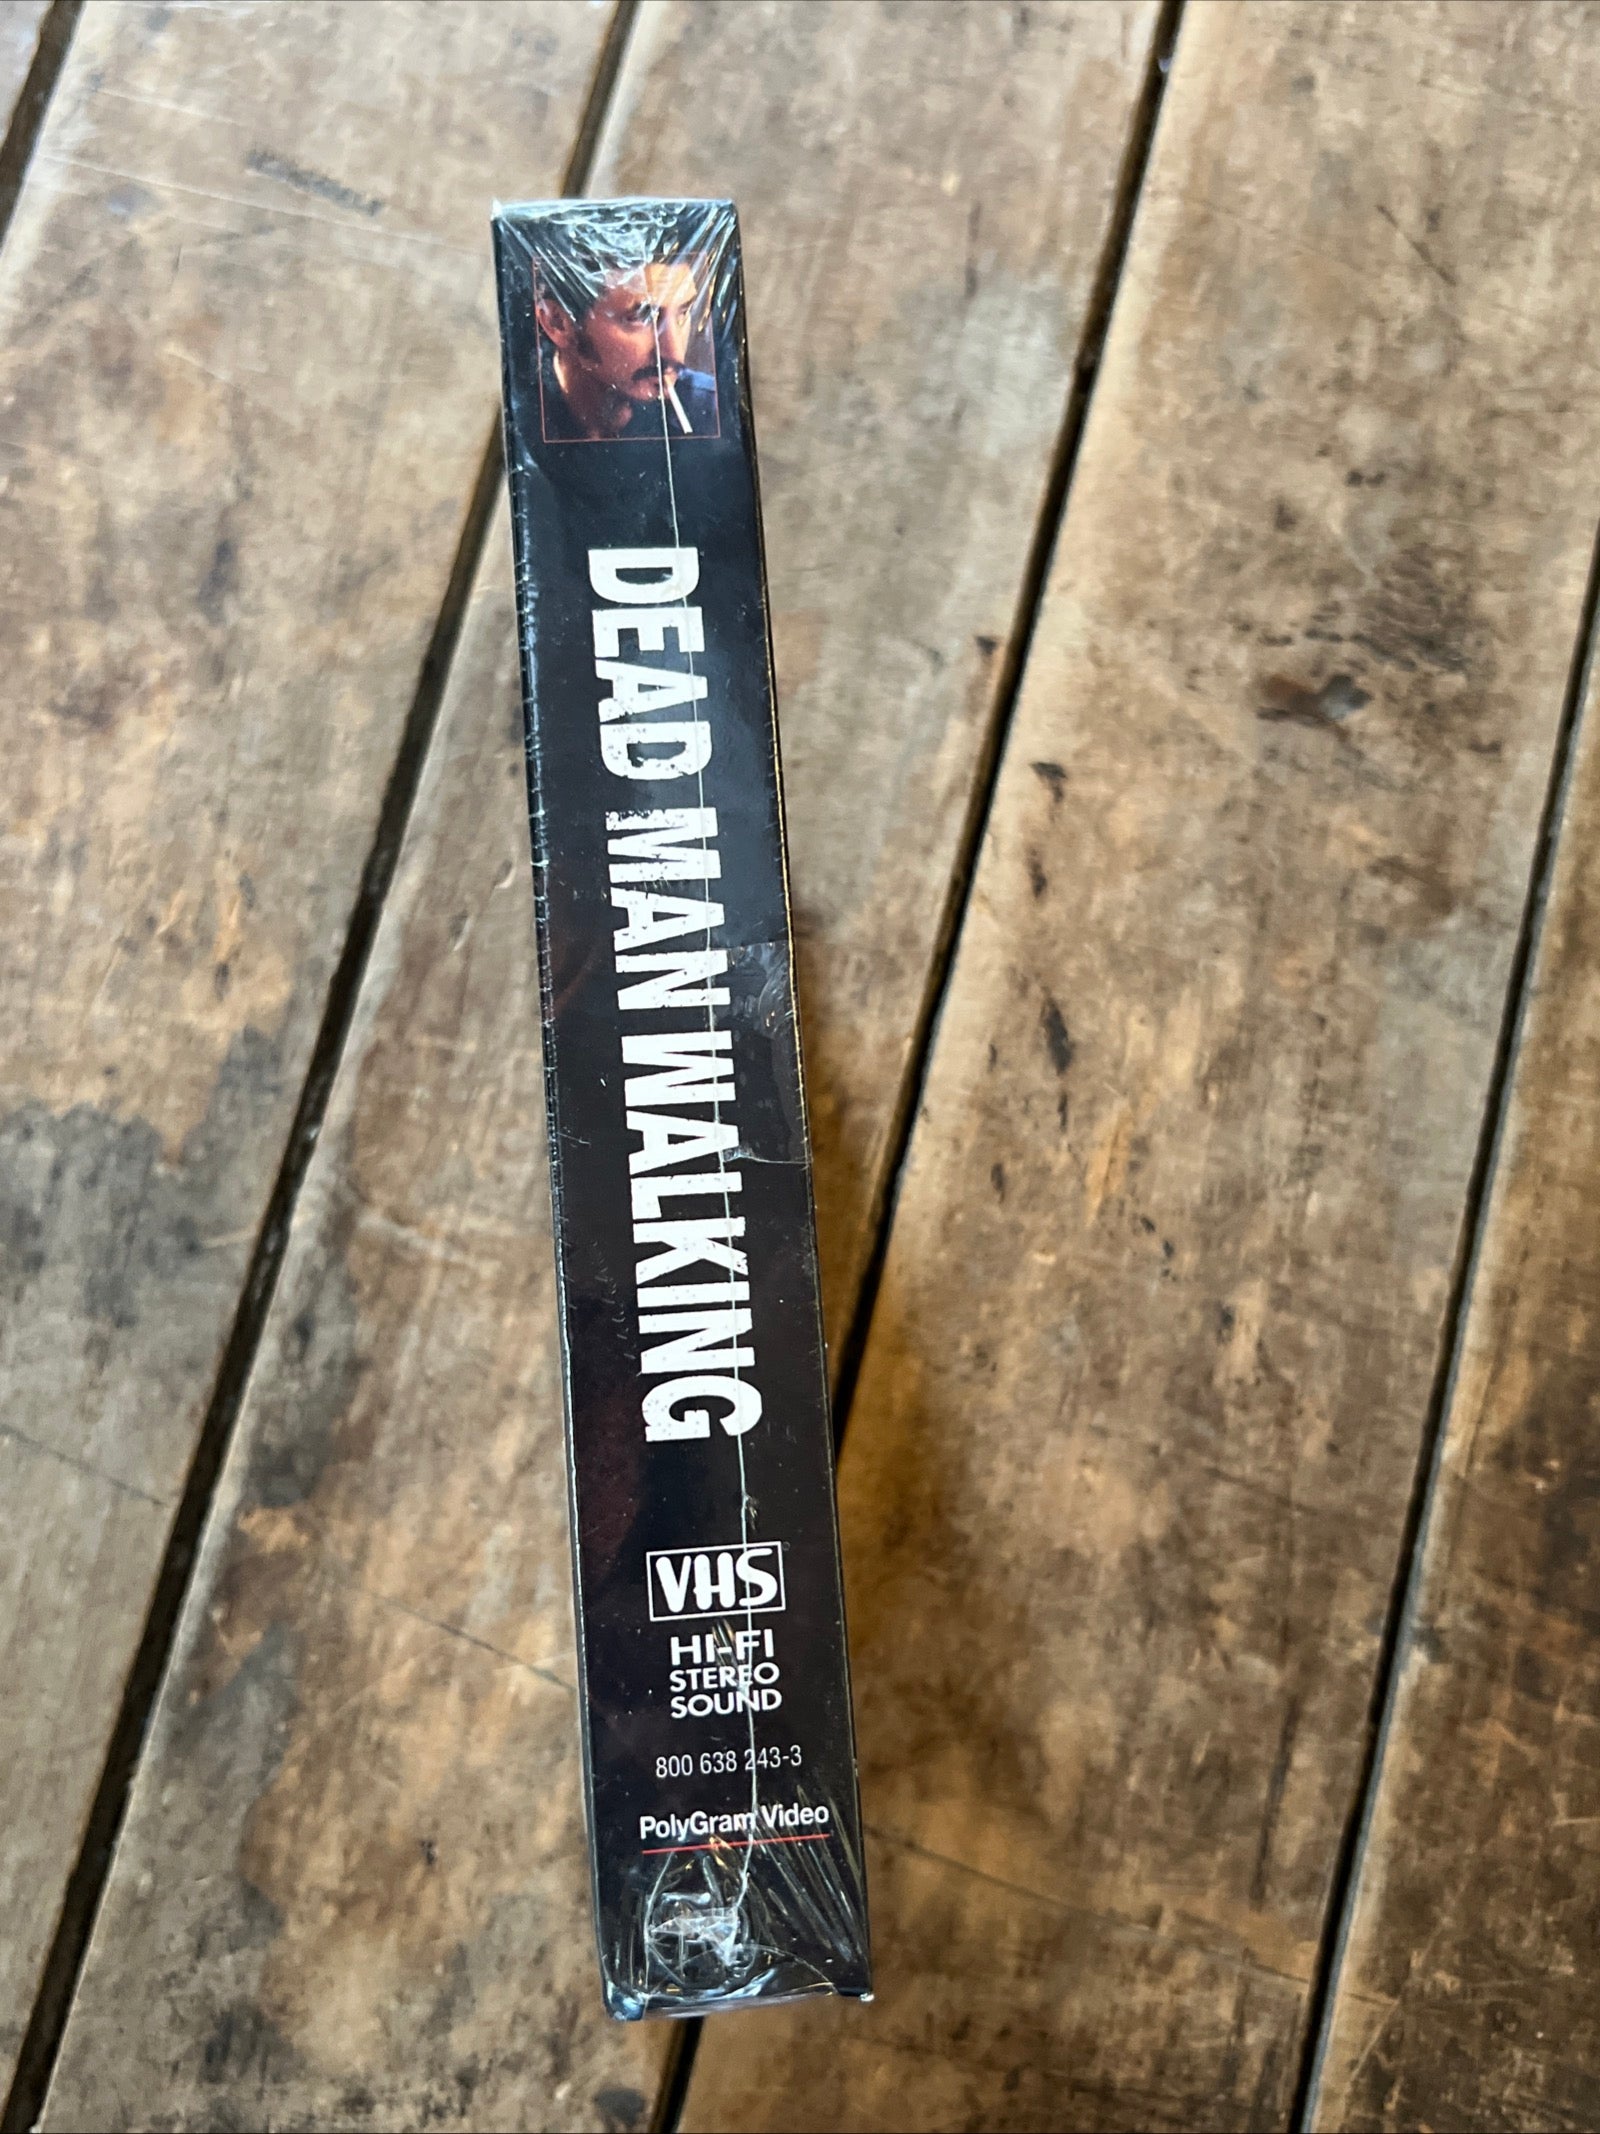 DEAD MAN WALKING
VHS
HI-FI
STEREO
SOUND
800 638 243-3
PolyGram Video